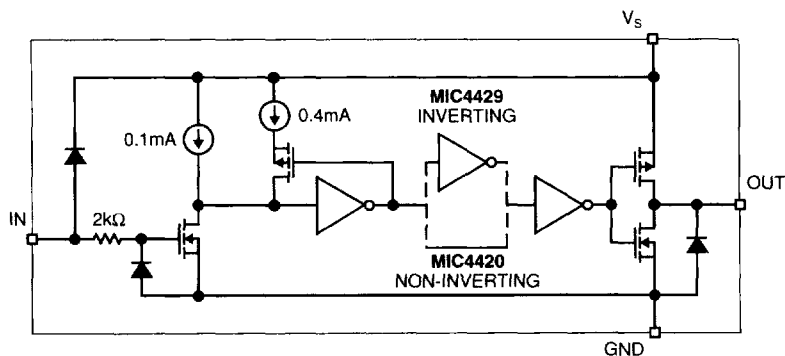 V_S
MIC4429
INVERTING
0.1mA
0.4mA
IN
2kΩ
OUT
MIC4420
NON-INVERTING
GND